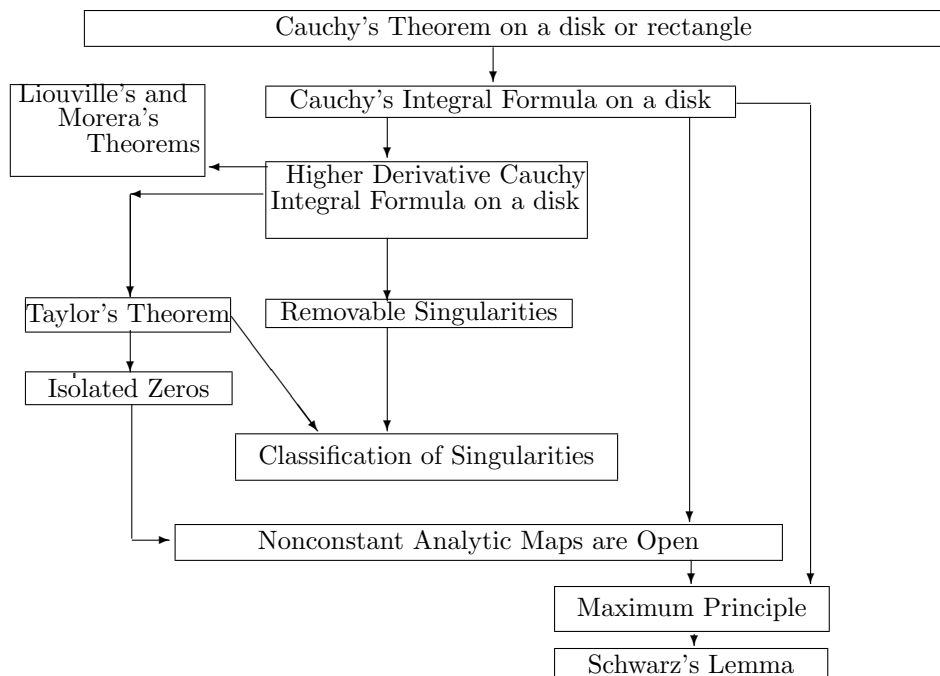 Cauchy's Theorem on a disk or rectangle
Liouville's and
Morera's
Theorems
Cauchy's Integral Formula on a disk
Higher Derivative Cauchy
Integral Formula on a disk
Taylor's Theorem
Removable Singularities
Isolated Zeros
Classification of Singularities
Nonconstant Analytic Maps are Open
Maximum Principle
Schwarz's Lemma